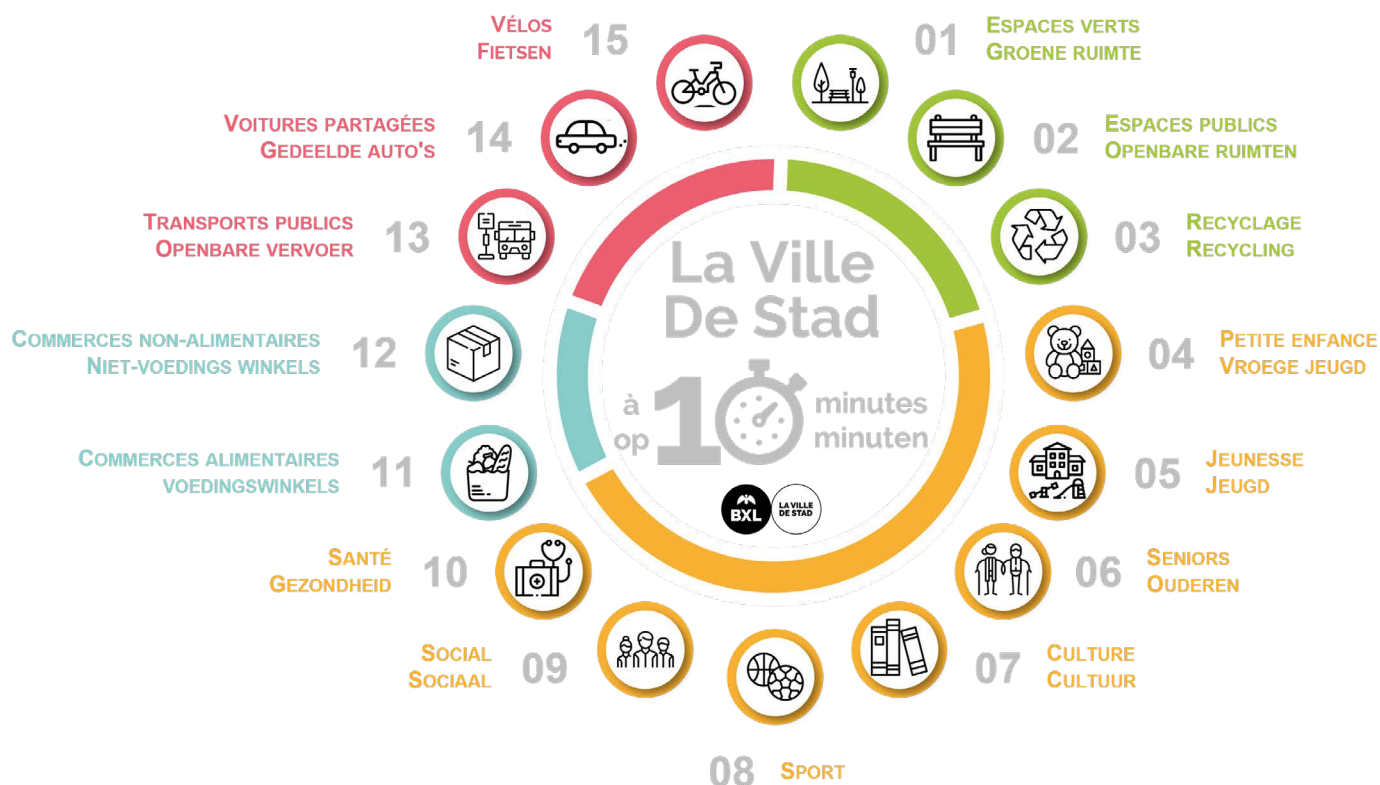 La Ville
De Stad
à
op
10
minutes
minuten
BXL
LA VILLE
DE STAD
01
ESPACES VERTS
GROENE RUIMTE
02
ESPACES PUBLICS
OPENBARE RUIMTEN
03
RECYCLAGE
RECYCLING
04
PETITE ENFANCE
VROEGE JEUGD
05
JEUNESSE
JEUGD
06
SENIORS
OUDEREN
07
CULTURE
CULTUUR
08
SPORT
09
SOCIAL
SOCIAAL
10
SANTÉ
GEZONDHEID
11
COMMERCES ALIMENTAIRES
VOEDINGSWINKELS
12
COMMERCES NON-ALIMENTAIRES
NIET-VOEDINGS WINKELS
13
TRANSPORTS PUBLICS
OPENBARE VERVOER
14
VOITURES PARTAGÉES
GEDEELDE AUTO'S
15
VÉLOS
FIETSEN